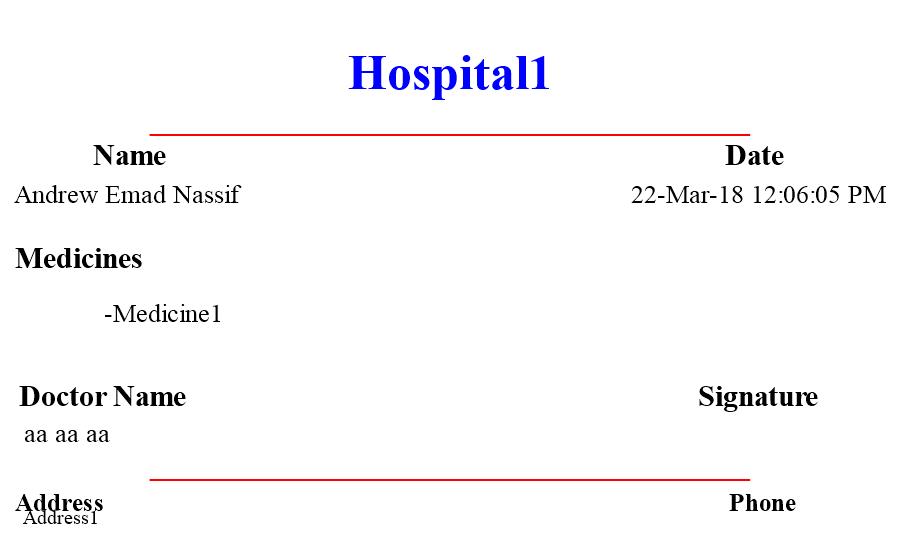 Hospital1
Name Date
Andrew Emad Nassif 22-Mar-18 12:06:05 PM
Medicines
-Medicine1
Doctor Name Signature
aa aa aa
Address Phone
Address1